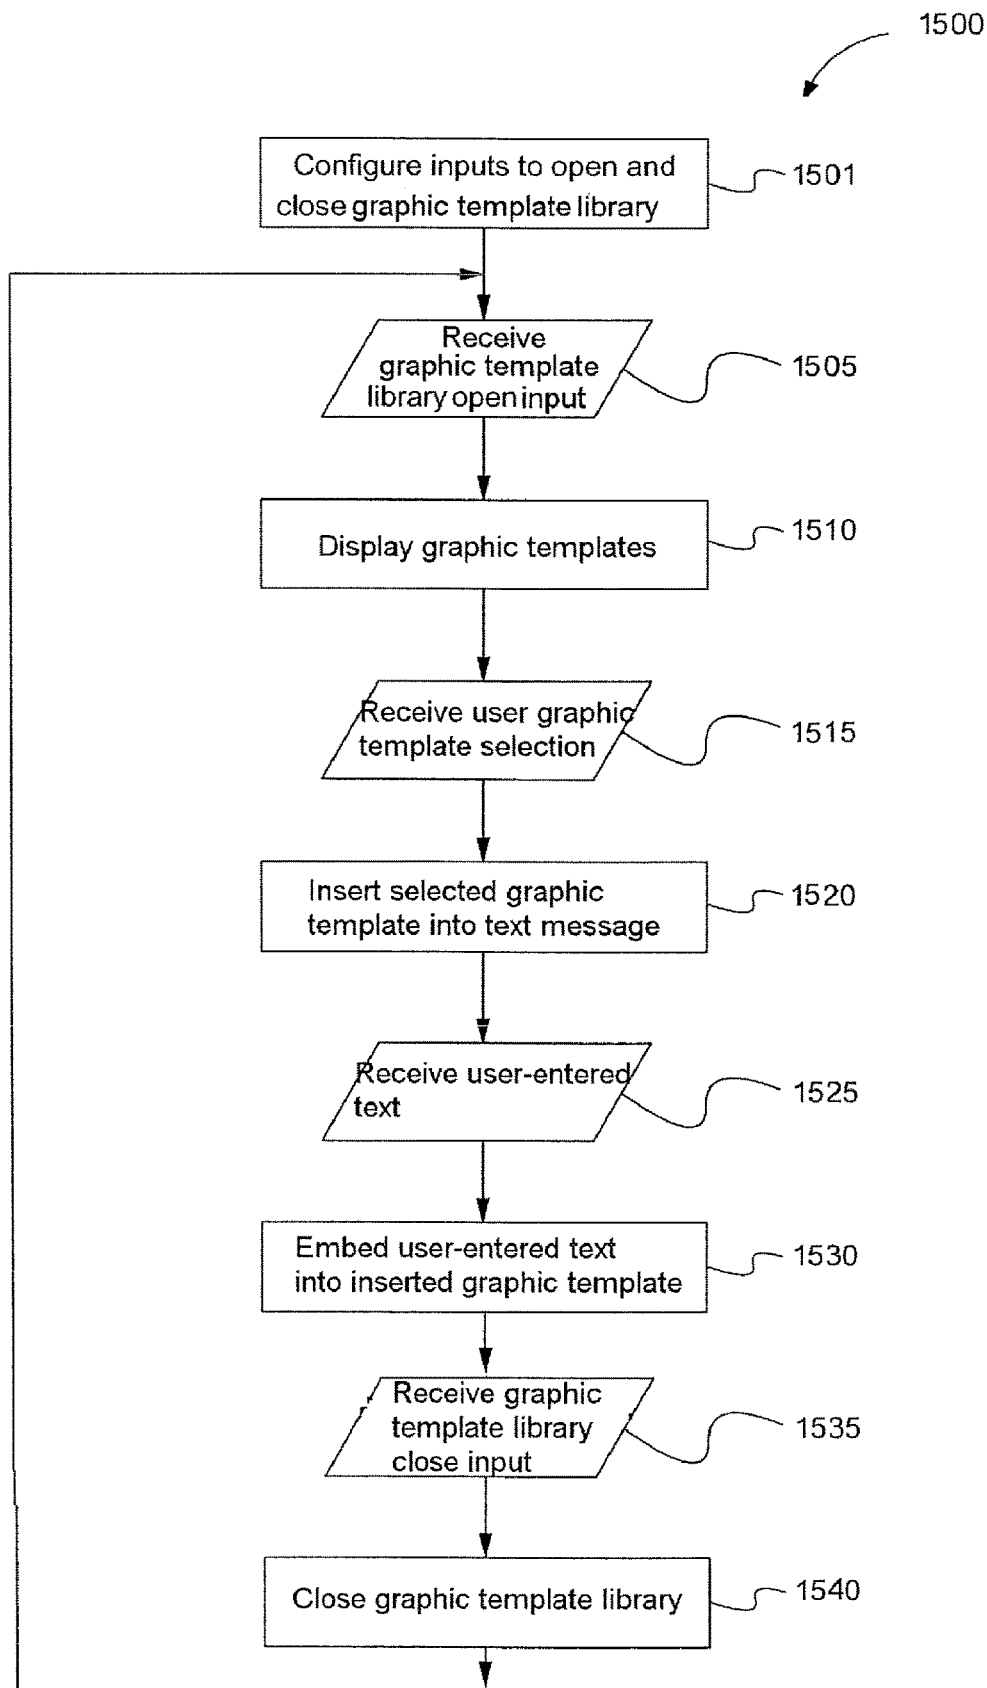 1500
Configure inputs to open and
close graphic template library
1501
Receive
graphic template
library open input
1505
Display graphic templates
1510
Receive user graphic
template selection
1515
Insert selected graphic
template into text message
1520
Receive user-entered
text
1525
Embed user-entered text
into inserted graphic template
1530
Receive graphic
template library
close input
1535
Close graphic template library
1540